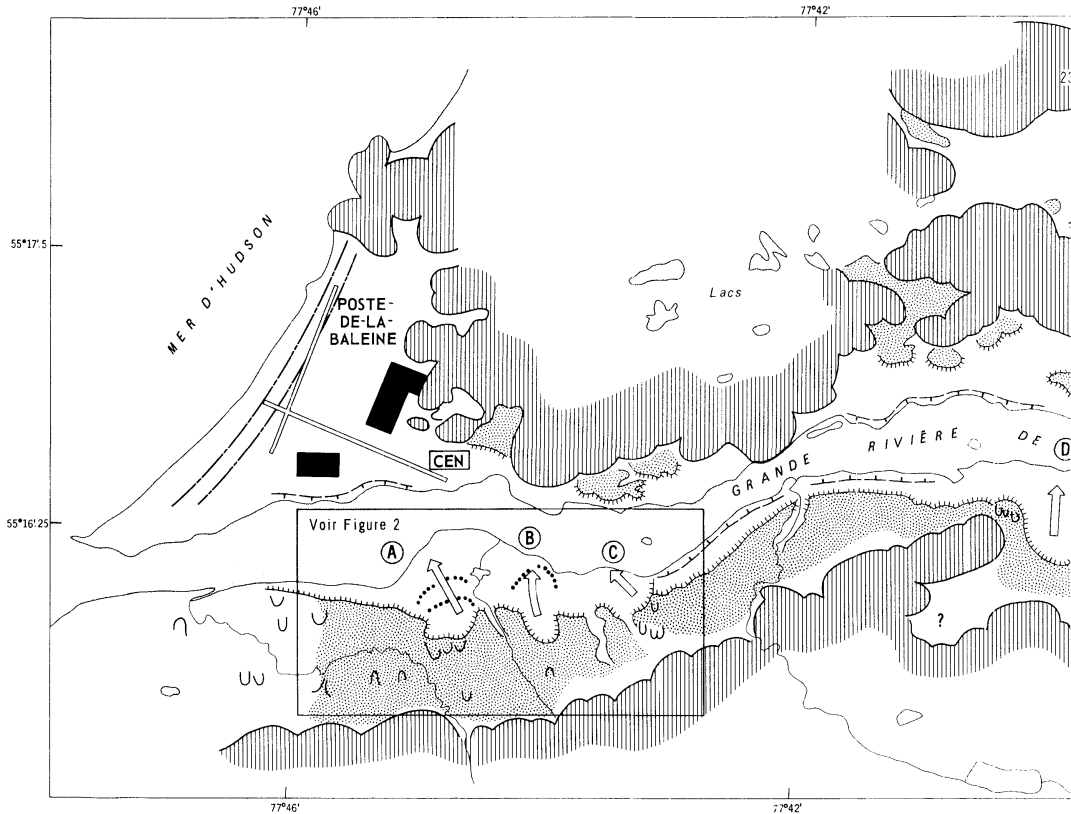 77°46'
77°42'
23
55°17'.5
MER D'HUDSON
POSTE-
DE-LA-
BALEINE
Lacs
CEN
GRANDE RIVIÈRE DE
D
55°16'.25
Voir Figure 2
A
B
C
?
77°46'
77°42'